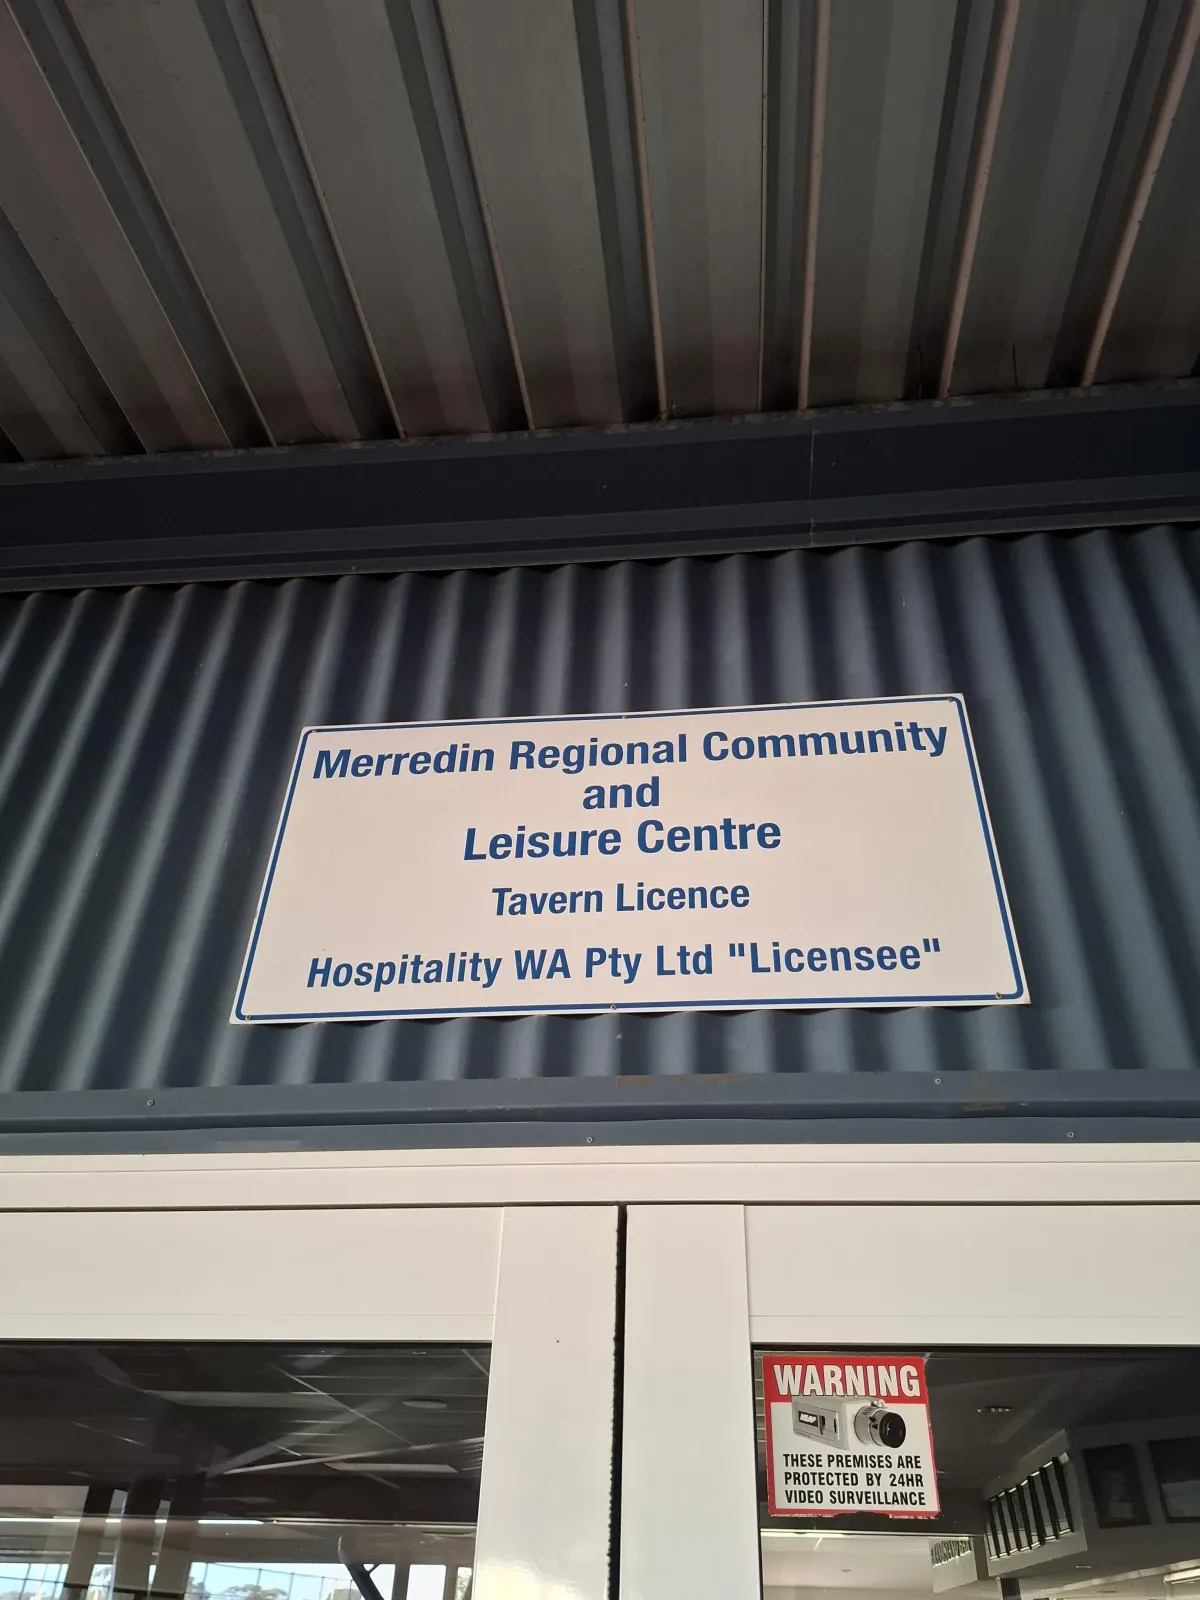 Merredin Regional Community
and
Leisure Centre
Tavern Licence
Hospitality WA Pty Ltd "Licensee"
WARNING
THESE PREMISES ARE
PROTECTED BY 24HR
VIDEO SURVEILLANCE